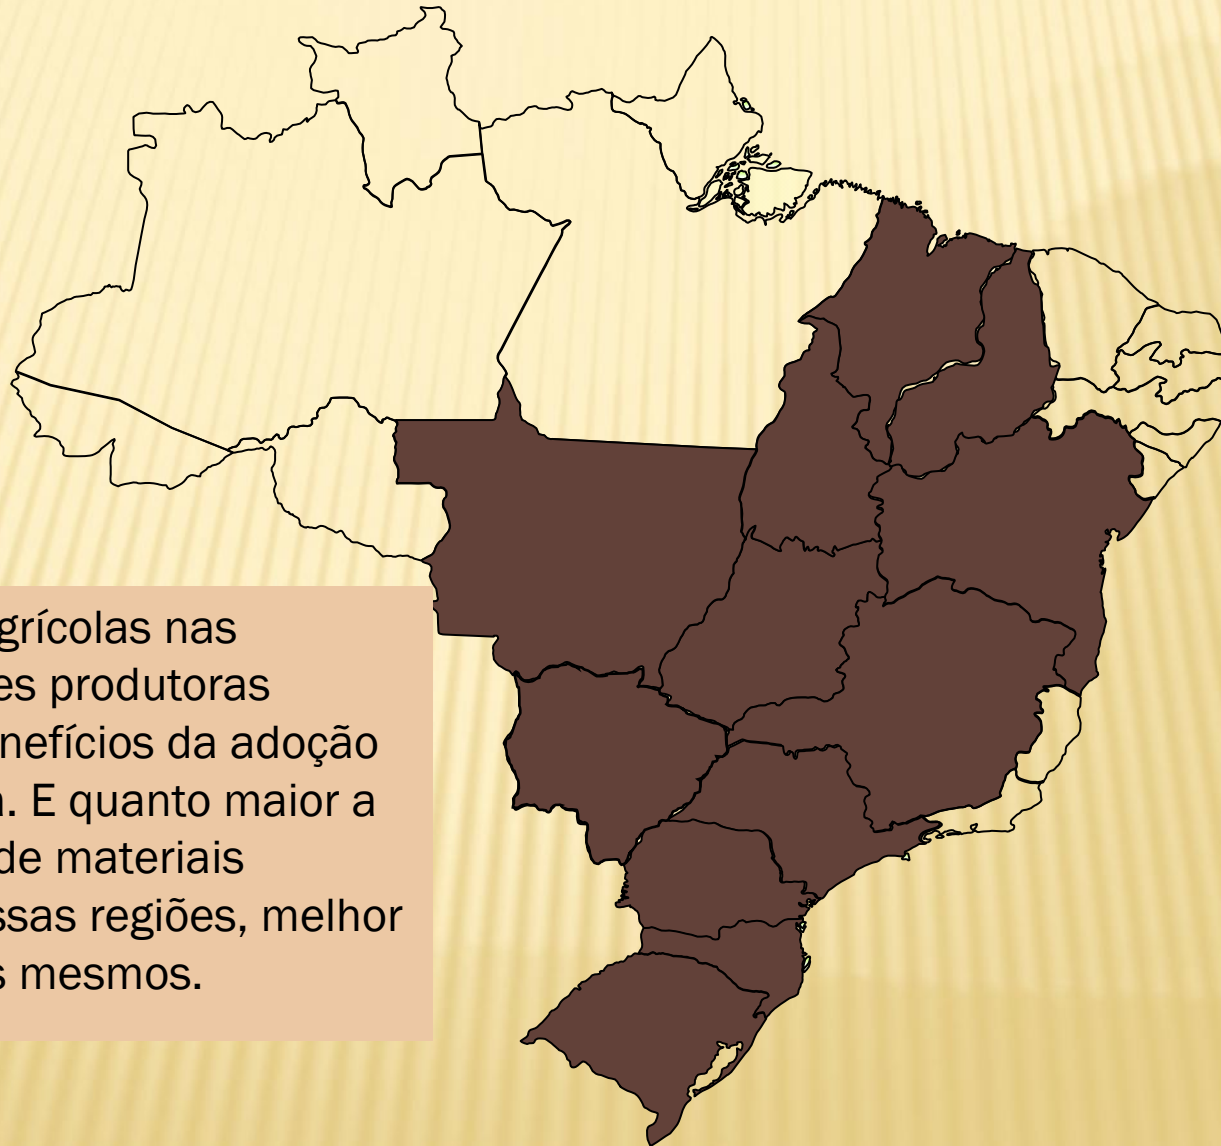 grícolas nas
es produtoras
nefícios da adoção
. E quanto maior a
de materiais
ssas regiões, melhor
s mesmos.